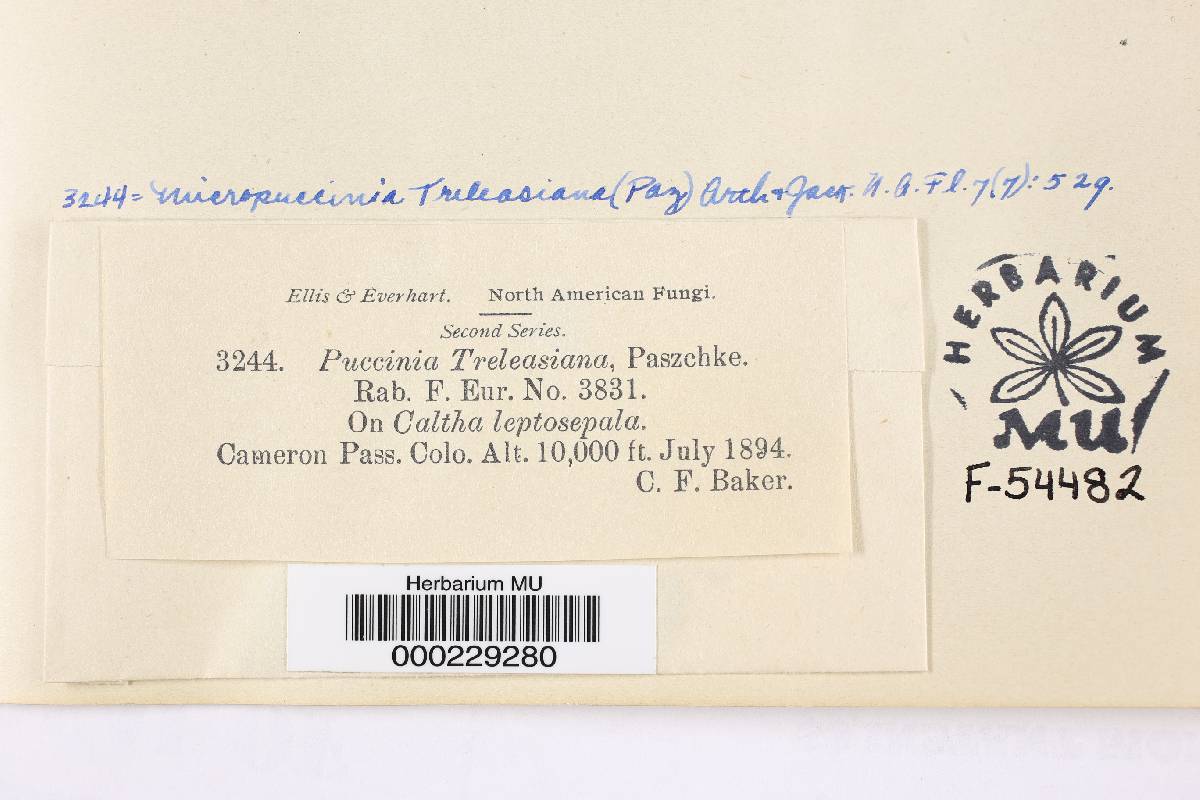 3244 = Micropuccinia Treleasiana (Paz) Arth & Jack. N. A. Fl. 7(7): 529.
Ellis & Everhart. North American Fungi.
Second Series.
3244. Puccinia Treleasiana, Paszchke.
Rab. F. Eur. No. 3831.
On Caltha leptosepala.
Cameron Pass. Colo. Alt. 10,000 ft. July 1894.
C. F. Baker.
HERBARIUM
MU
F-54482
Herbarium MU
000229280